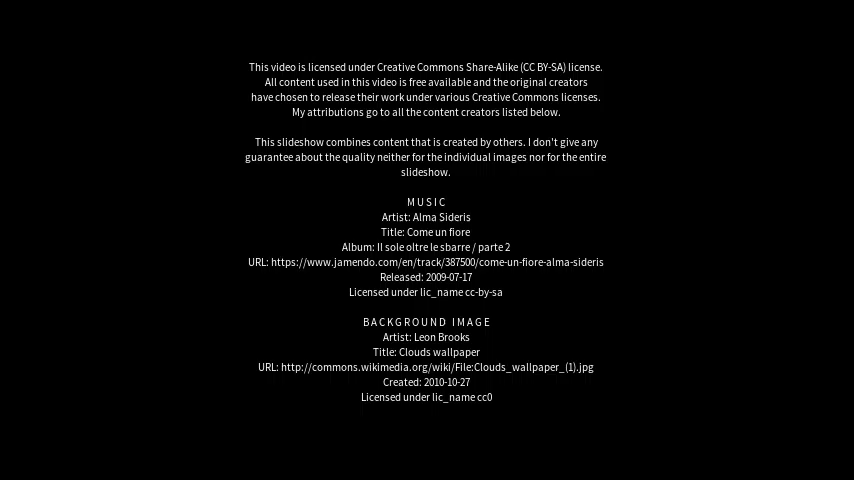 This video is licensed under Creative Commons Share-Alike (CC BY-SA) license.
All content used in this video is free available and the original creators
have chosen to release their work under various Creative Commons licenses.
My attributions go to all the content creators listed below.
This slideshow combines content that is created by others. I don't give any
guarantee about the quality neither for the individual images nor for the entire
slideshow.
MUSIC
Artist: Alma Sideris
Title: Come un fiore
Album: Il sole oltre le sbarre / parte 2
URL: https://www.jamendo.com/en/track/387500/come-un-fiore-alma-sideris
Released: 2009-07-17
Licensed under lic_name cc-by-sa
BACKGROUND IMAGE
Artist: Leon Brooks
Title: Clouds wallpaper
URL: http://commons.wikimedia.org/wiki/File:Clouds_wallpaper_(1).jpg
Created: 2010-10-27
Licensed under lic_name cc0